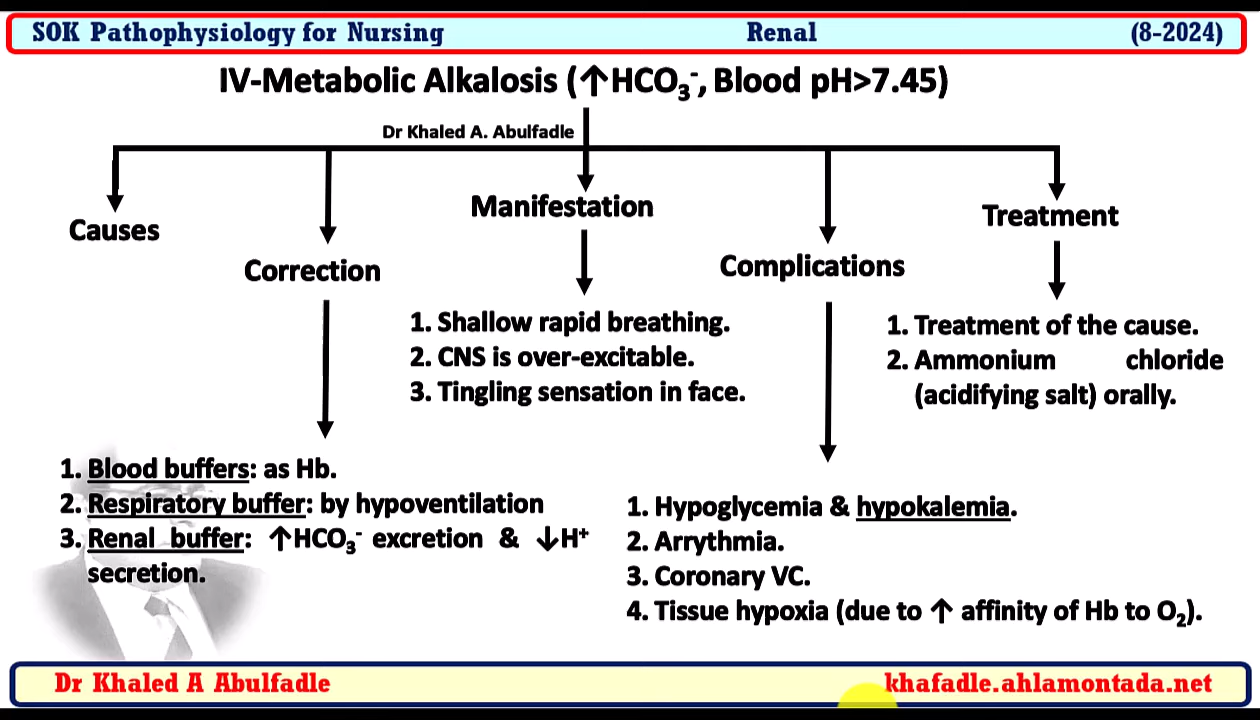 SOK Pathophysiology for Nursing Renal (8-2024)
IV-Metabolic Alkalosis (↑HCO₃⁻, Blood pH>7.45)
Dr Khaled A. Abulfadle
Causes
Correction
1. Blood buffers: as Hb.
2. Respiratory buffer: by hypoventilation
3. Renal buffer: ↑HCO₃⁻ excretion & ↓H⁺
secretion.
Manifestation
1. Shallow rapid breathing.
2. CNS is over-excitable.
3. Tingling sensation in face.
Complications
1. Hypoglycemia & hypokalemia.
2. Arrythmia.
3. Coronary VC.
4. Tissue hypoxia (due to ↑ affinity of Hb to O₂).
Treatment
1. Treatment of the cause.
2. Ammonium chloride
(acidifying salt) orally.
Dr Khaled A Abulfadle khafadle.ahlamontada.net